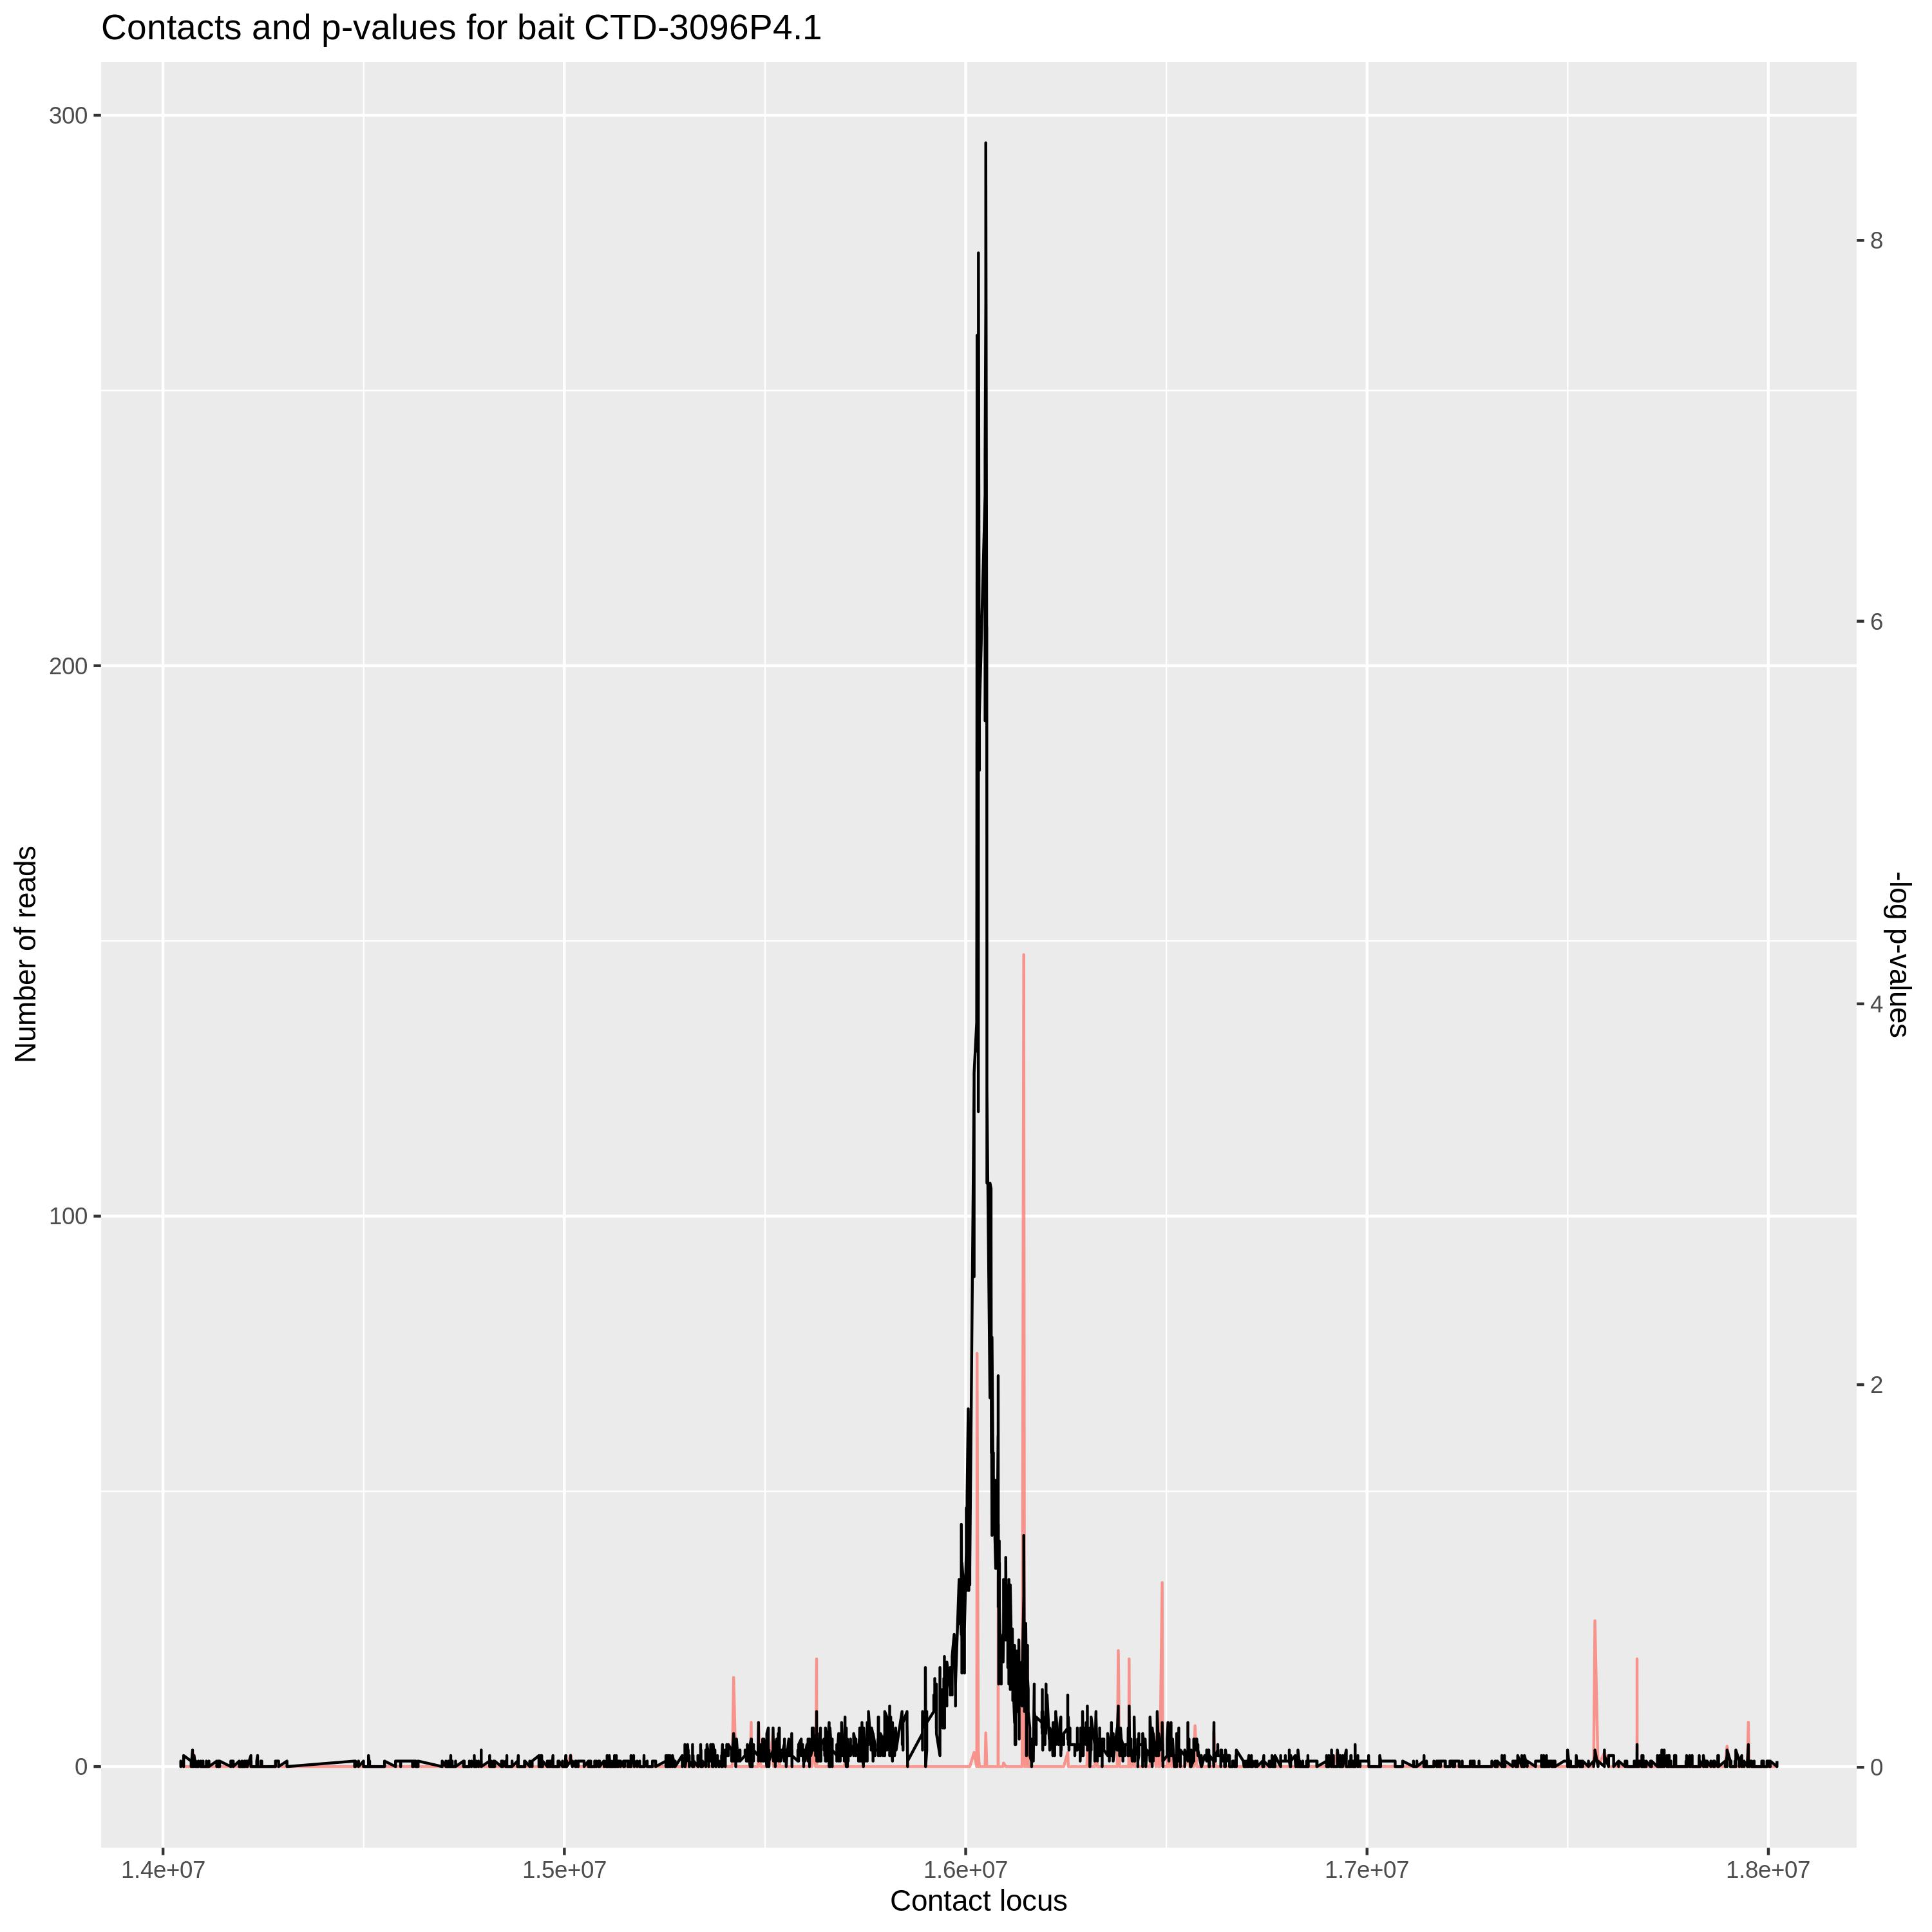 Contacts and p-values for bait CTD-3096P4.1
300
200
100
0
Number of reads
8
6
4
2
0
-log p-values
1.4e+07
1.5e+07
1.6e+07
1.7e+07
1.8e+07
Contact locus